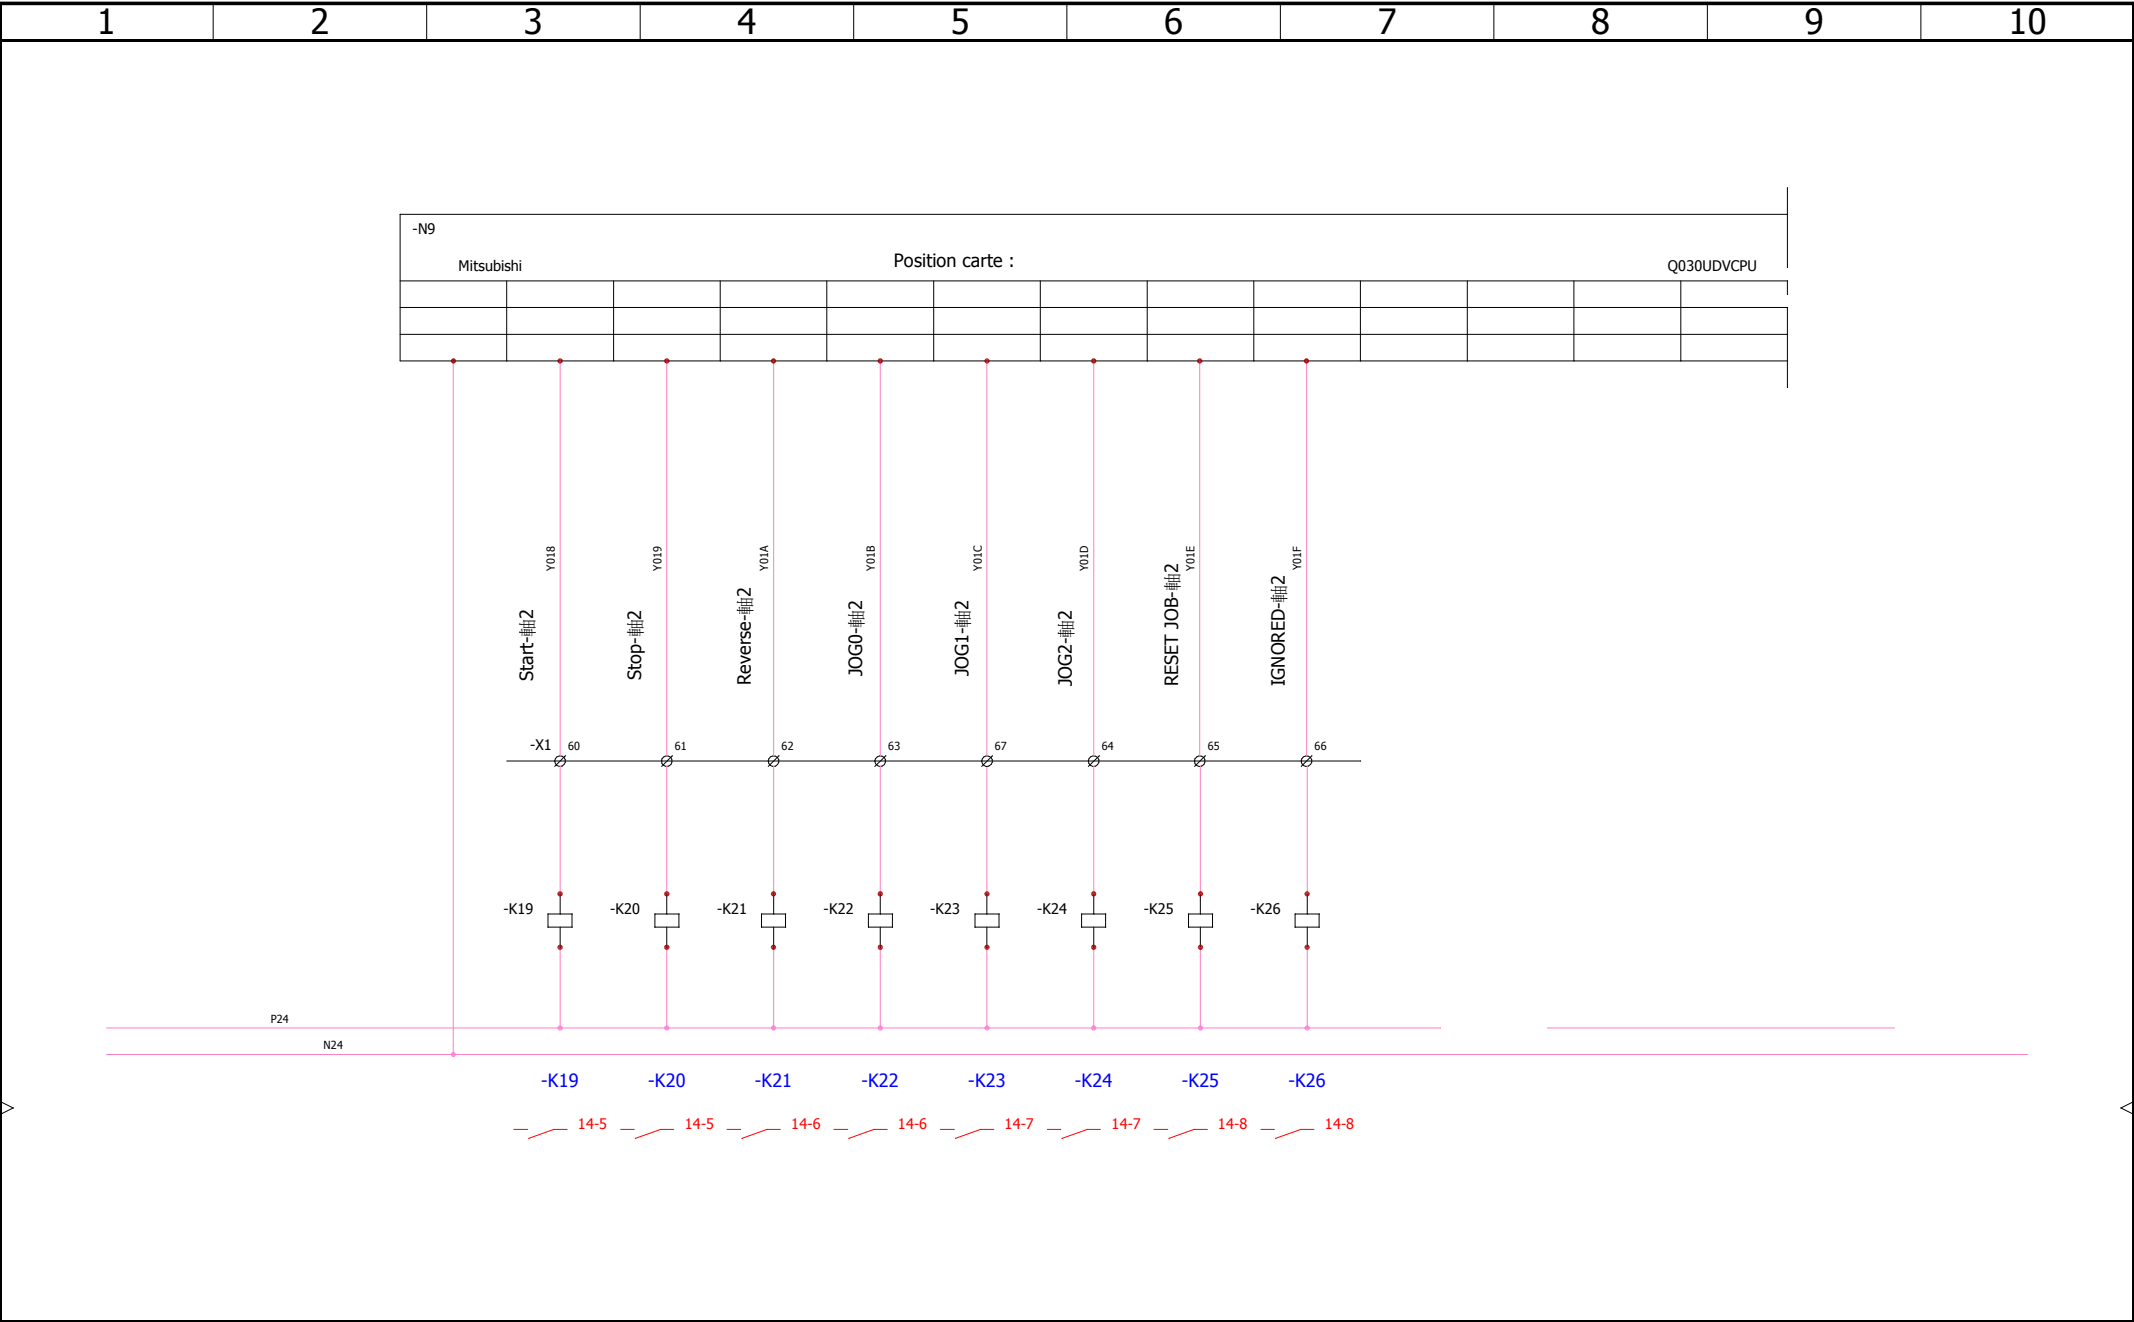 1 2 3 4 5 6 7 8 9 10
-N9
Mitsubishi
Position carte :
Q030UDVCPU
Y018
Y019
Y01A
Y01B
Y01C
Y01D
Y01E
Y01F
Start-軸2
Stop-軸2
Reverse-軸2
JOG0-軸2
JOG1-軸2
JOG2-軸2
RESET JOB-軸2
IGNORED-軸2
-X1 60 61 62 63 67 64 65 66
-K19 -K20 -K21 -K22 -K23 -K24 -K25 -K26
P24
N24
-K19 -K20 -K21 -K22 -K23 -K24 -K25 -K26
14-5 14-5 14-6 14-6 14-7 14-7 14-8 14-8